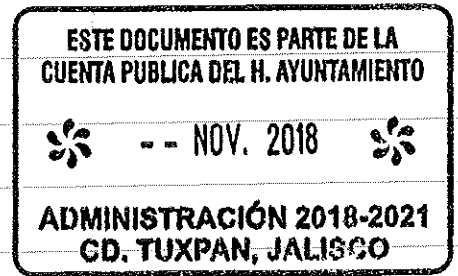 ESTE DOCUMENTO ES PARTE DE LA
CUENTA PUBLICA DEL H. AYUNTAMIENTO
-- NOV. 2018
ADMINISTRACIÓN 2018-2021
CD. TUXPAN, JALISCO